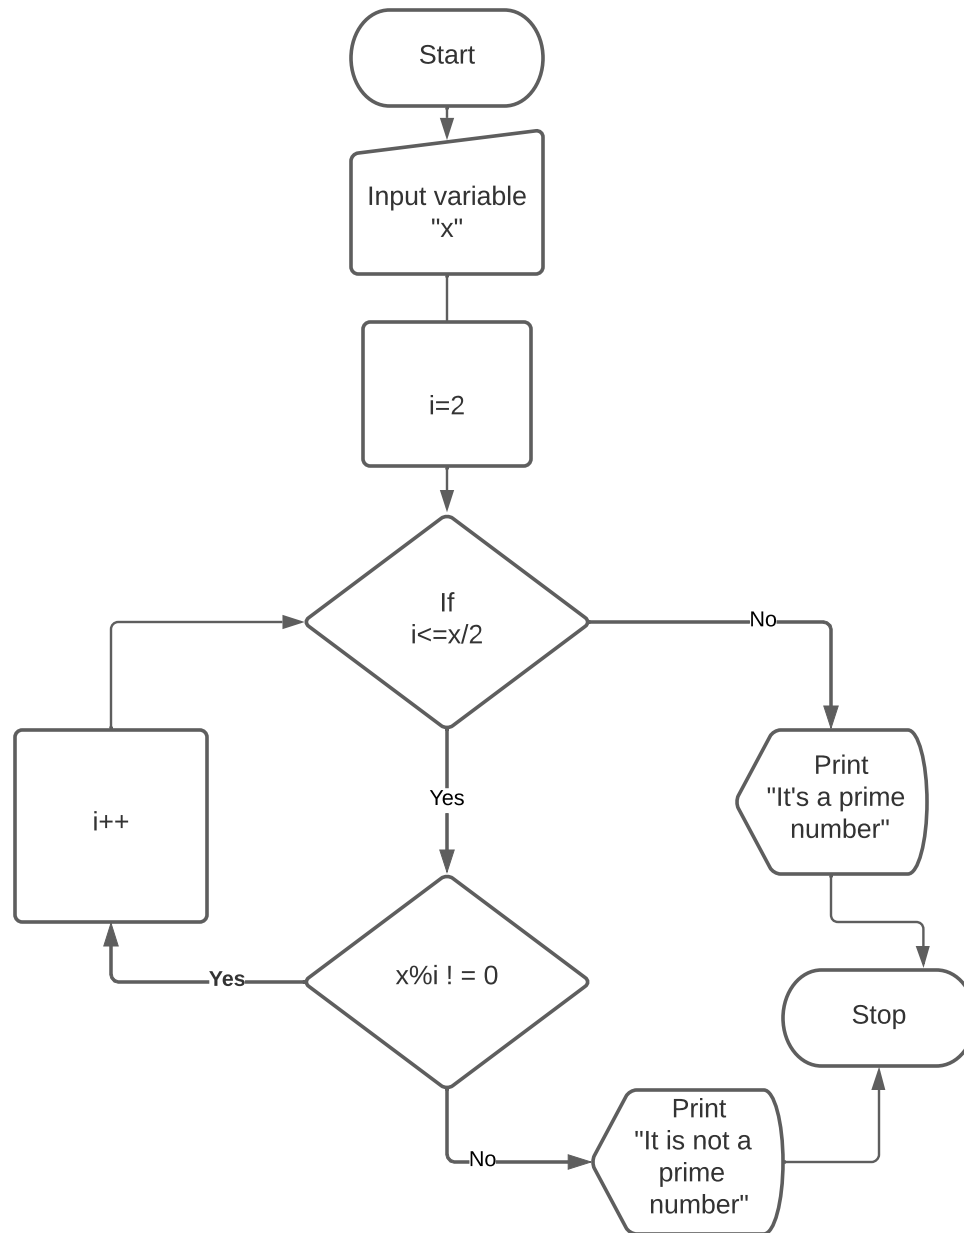 Start
Input variable
"x"
i=2
If
i<=x/2
No
Yes
Print
"It's a prime
number"
i++
x%i ! = 0
Yes
Stop
No
Print
"It is not a
prime
number"